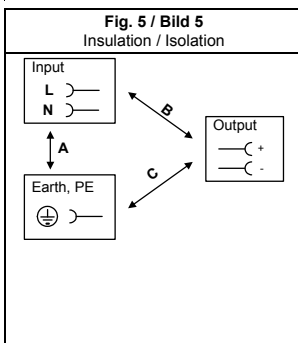 Fig. 5 / Bild 5
Insulation / Isolation
Input
L
N
B
Output
+
-
A
C
Earth, PE